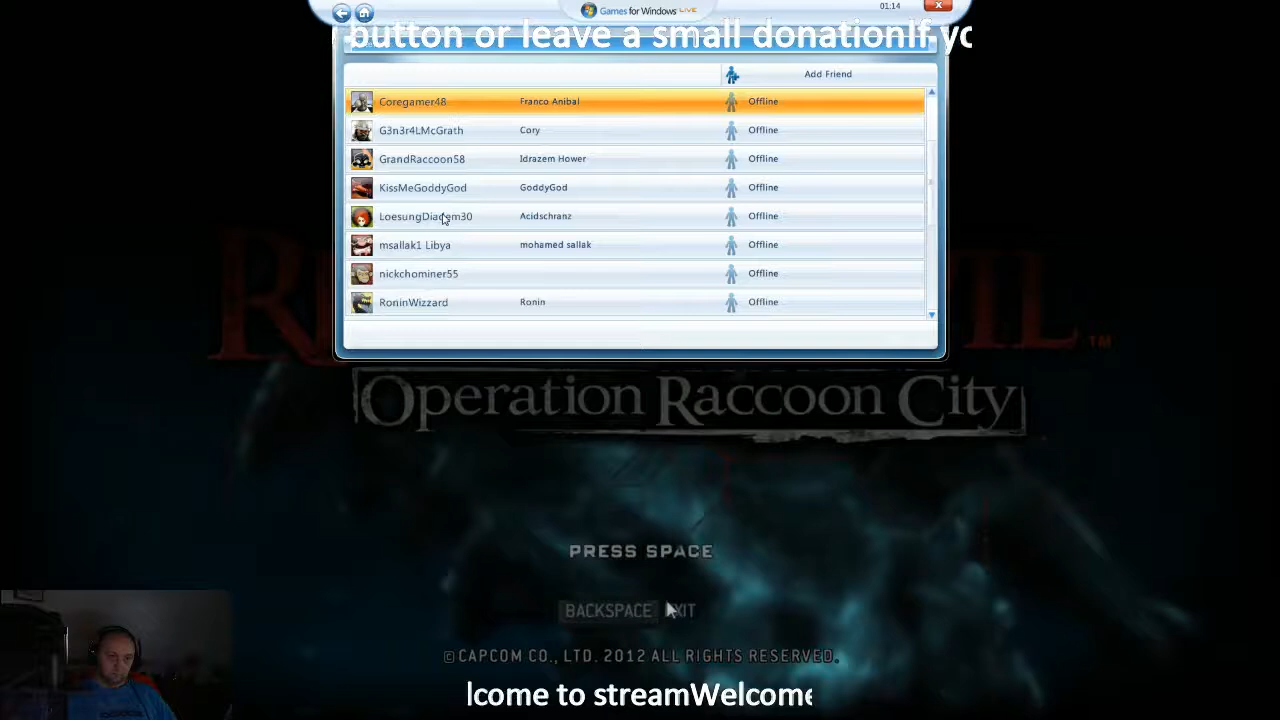 Games for Windows LIVE
01:14
button or leave a small donationIf yo
Add Friend
Coregamer48 Franco Anibal Offline
G3n3r4LMcGrath Cory Offline
GrandRaccoon58 Idrazem Hower Offline
KissMeGoddyGod GoddyGod Offline
LoesungDiadem30 Acidschranz Offline
msallak1 Libya mohamed sallak Offline
nickchominer55 Offline
RoninWizzard Ronin Offline
Operation Raccoon City
PRESS SPACE
BACKSPACE EXIT
©CAPCOM CO., LTD. 2012 ALL RIGHTS RESERVED.
lcome to streamWelcome